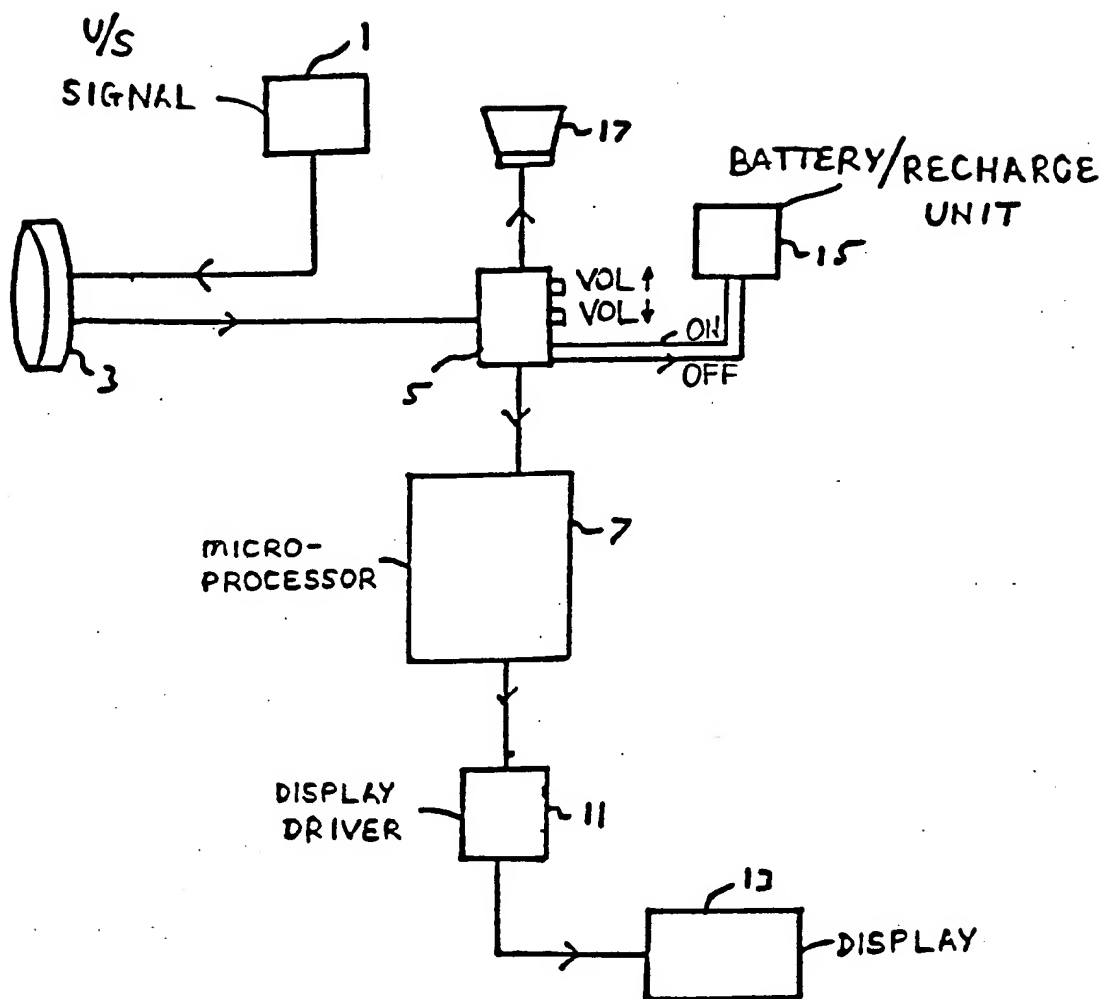 U/S
SIGNAL
1
17
BATTERY/RECHARGE
UNIT
15
VOL ↑
VOL ↓
ON
OFF
3
5
MICRO-
PROCESSOR
7
DISPLAY
DRIVER
11
13
DISPLAY